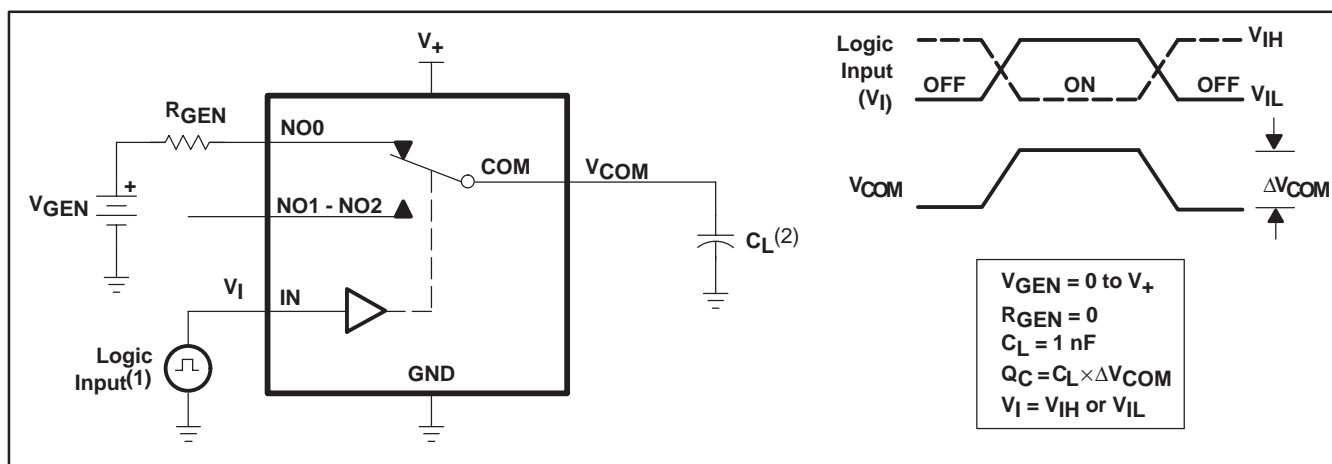 V+
RGEN
NO0
COM
VCOM
VGEN
+
NO1 - NO2
CL(2)
VI
IN
Logic
Input(1)
GND
Logic
Input
(VI)
OFF
ON
OFF
VIH
VIL
VCOM
ΔVCOM
VGEN = 0 to V+
RGEN = 0
CL = 1 nF
QC = CL × ΔVCOM
VI = VIH or VIL